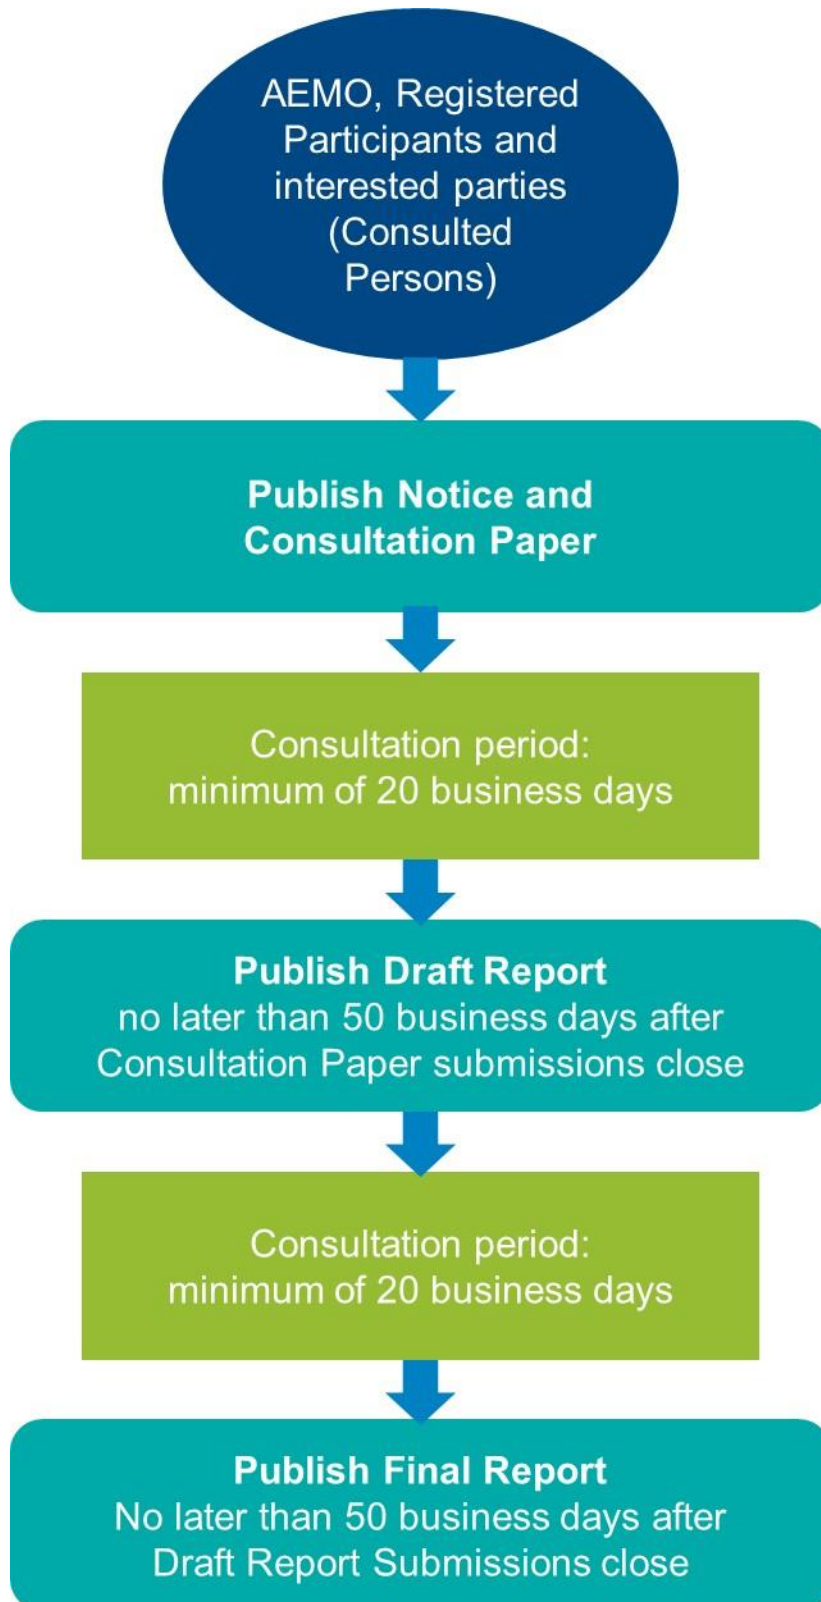 AEMO, Registered
Participants and
interested parties
(Consulted
Persons)
Publish Notice and
Consultation Paper
Consultation period:
minimum of 20 business days
Publish Draft Report
no later than 50 business days after
Consultation Paper submissions close
Consultation period:
minimum of 20 business days
Publish Final Report
No later than 50 business days after
Draft Report Submissions close